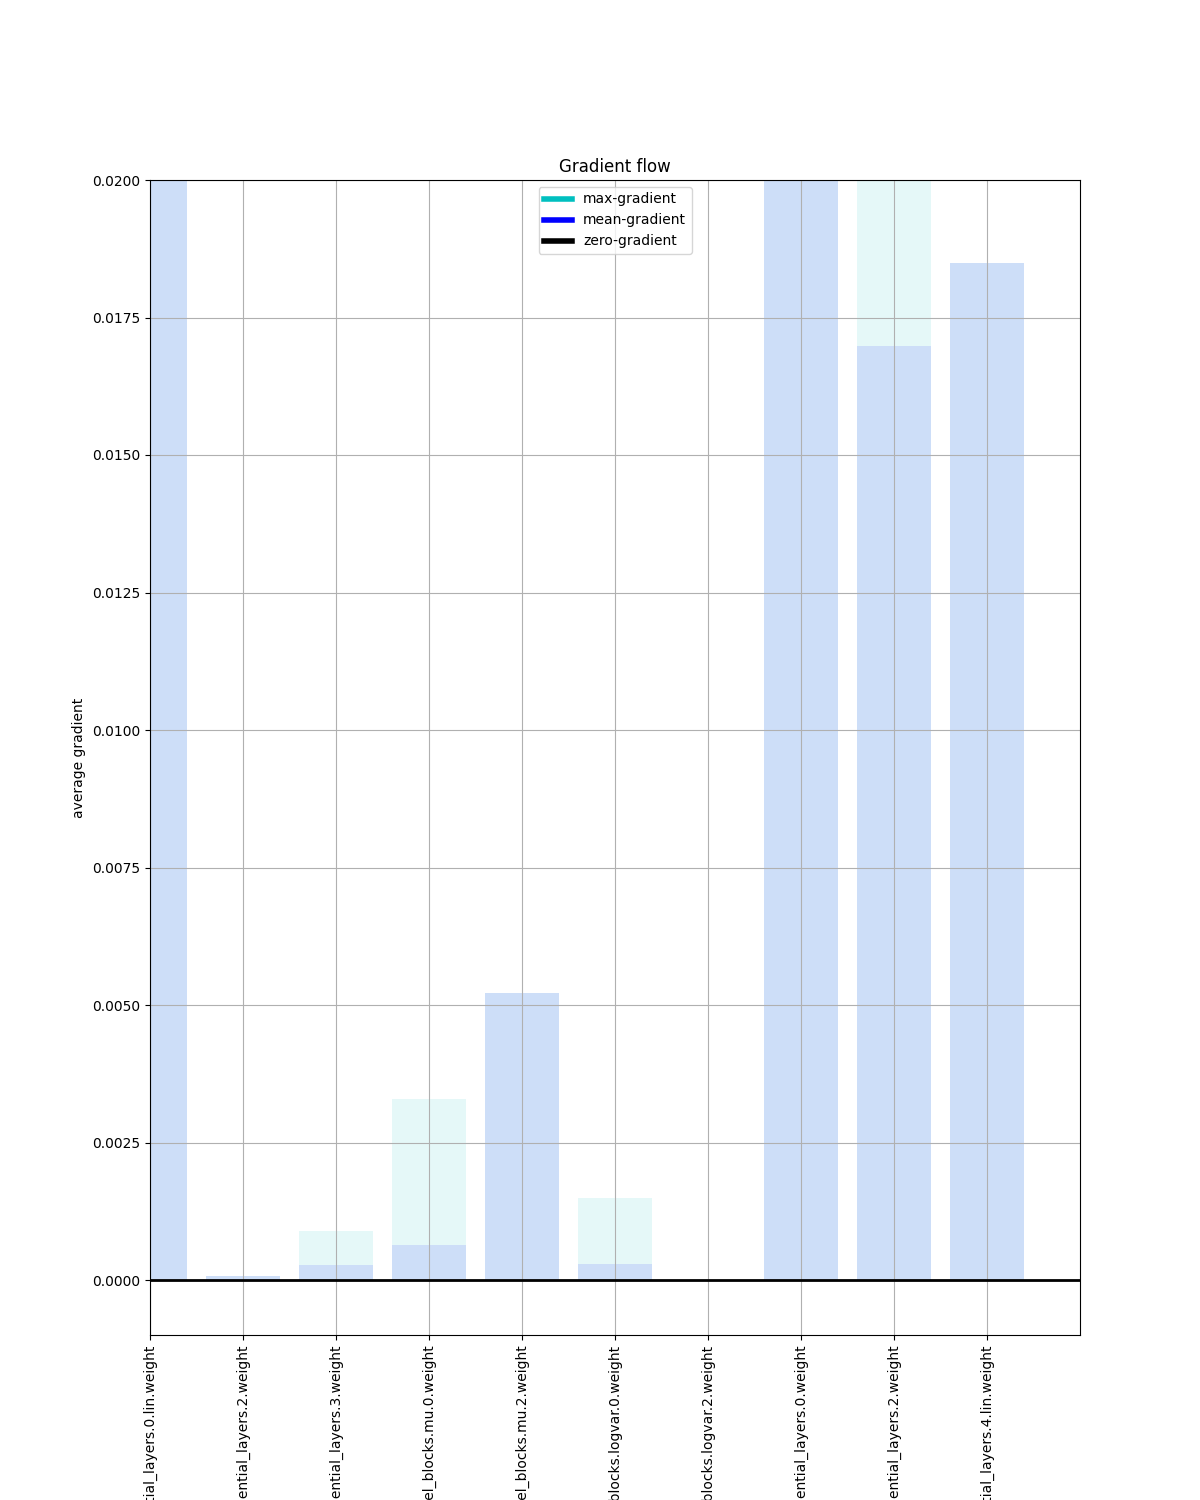 Gradient flow
max-gradient
mean-gradient
zero-gradient
0.0200
0.0175
0.0150
0.0125
0.0100
0.0075
0.0050
0.0025
0.0000
average gradient
tial_layers.0.lin.weight
ential_layers.2.weight
ential_layers.3.weight
el_blocks.mu.0.weight
el_blocks.mu.2.weight
blocks.logvar.0.weight
blocks.logvar.2.weight
ential_layers.0.weight
ential_layers.2.weight
tial_layers.4.lin.weight